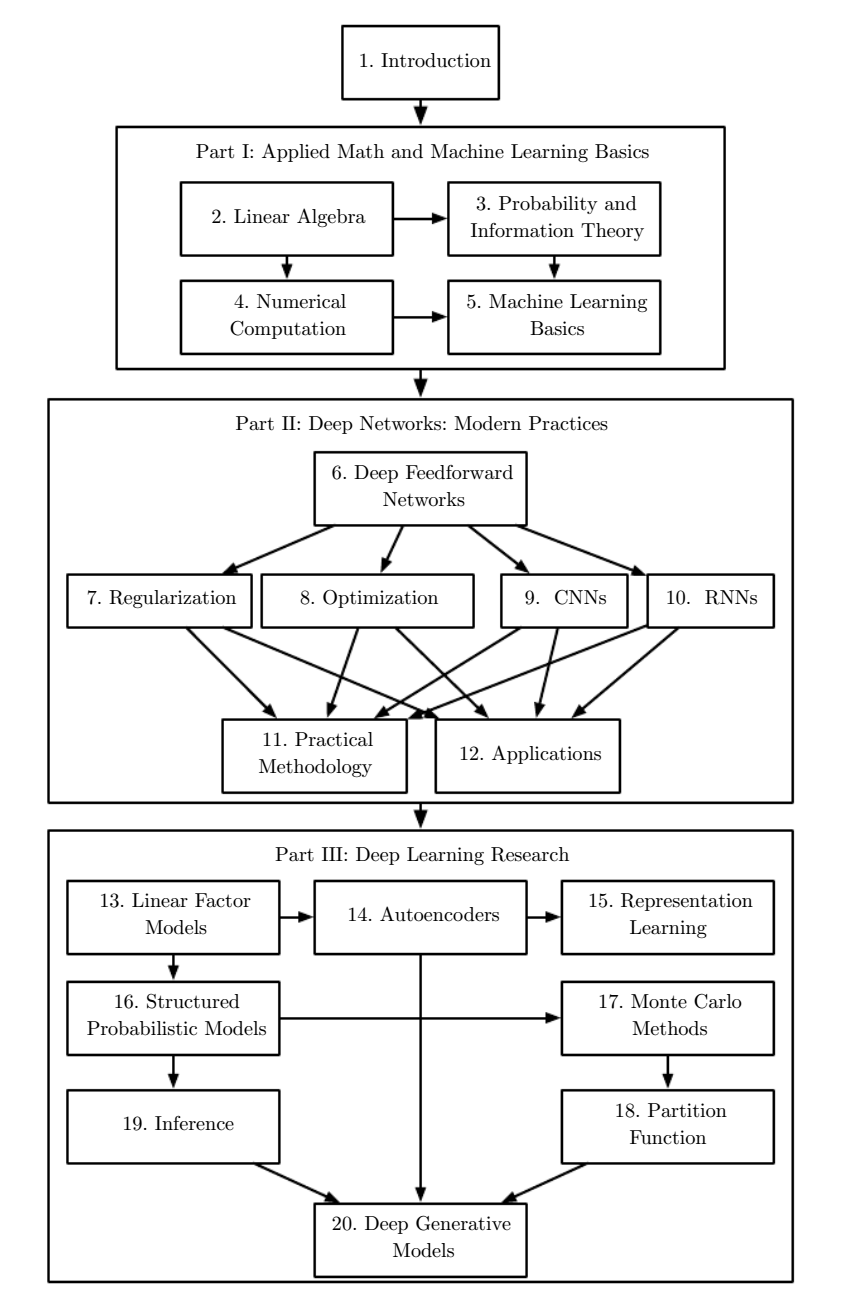 1. Introduction
Part I: Applied Math and Machine Learning Basics
2. Linear Algebra
3. Probability and
Information Theory
4. Numerical
Computation
5. Machine Learning
Basics
Part II: Deep Networks: Modern Practices
6. Deep Feedforward
Networks
7. Regularization
8. Optimization
9. CNNs
10. RNNs
11. Practical
Methodology
12. Applications
Part III: Deep Learning Research
13. Linear Factor
Models
14. Autoencoders
15. Representation
Learning
16. Structured
Probabilistic Models
17. Monte Carlo
Methods
19. Inference
18. Partition
Function
20. Deep Generative
Models